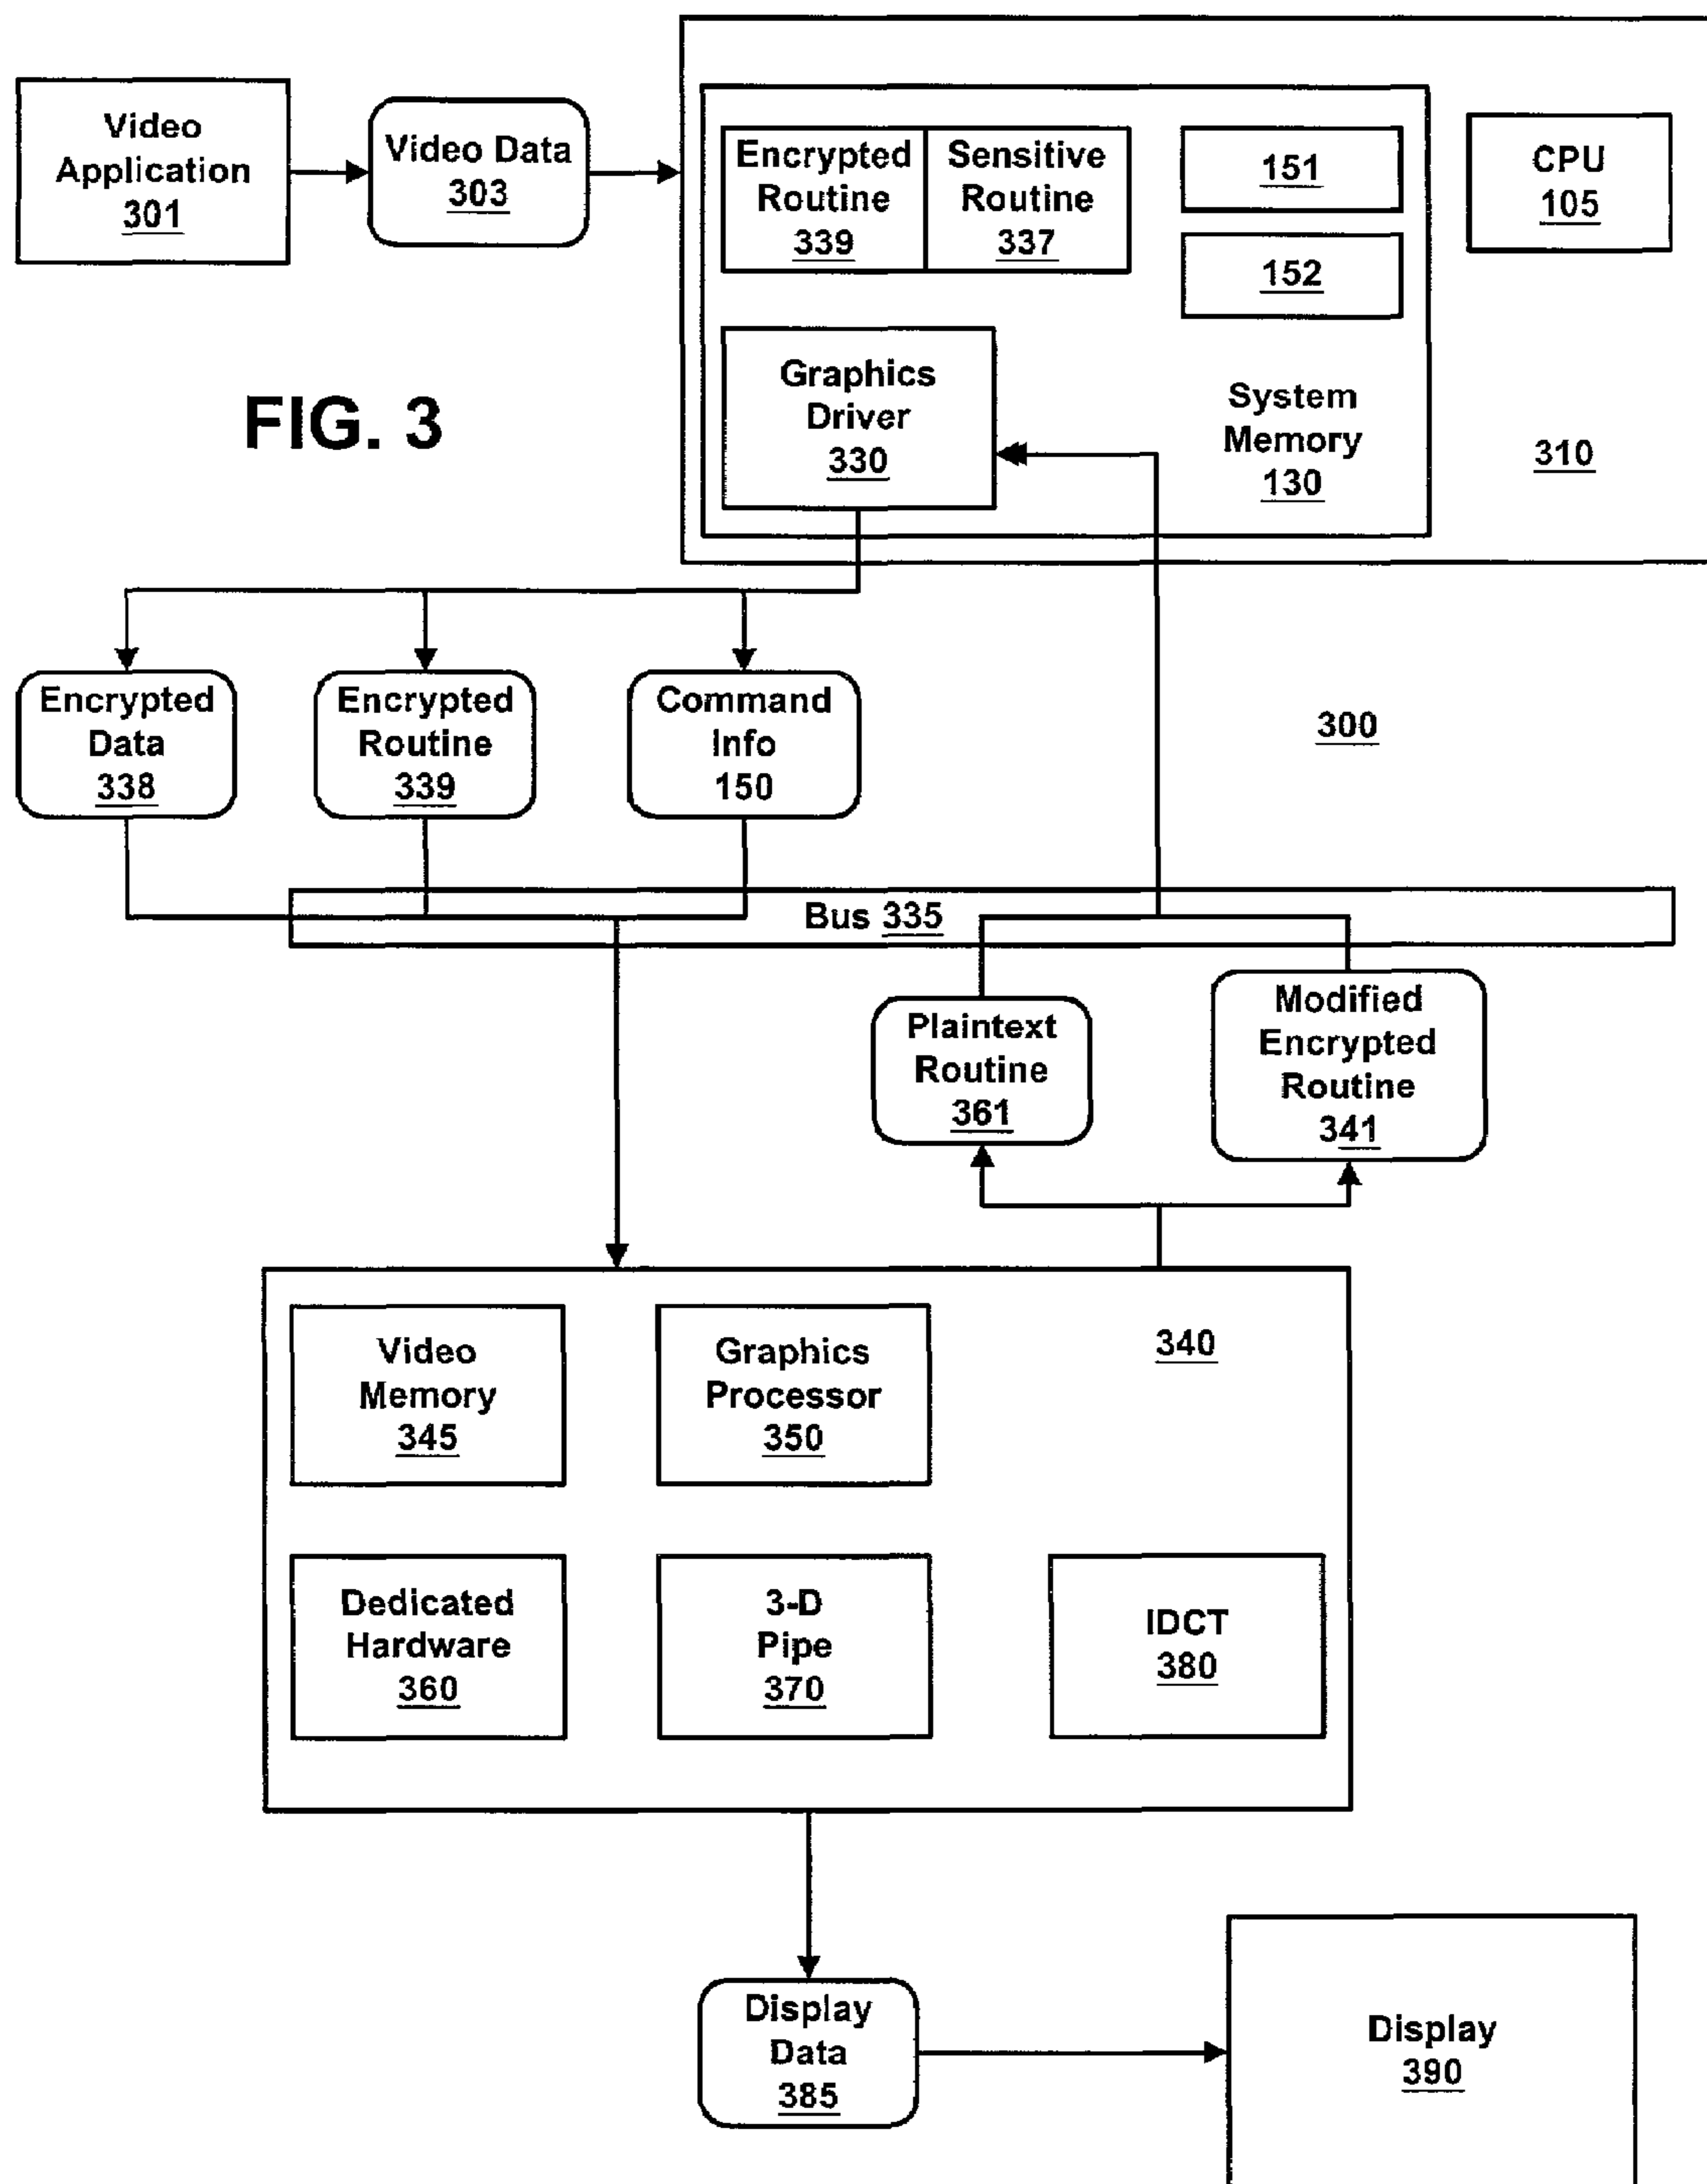 Video
Application
301
Video Data
303
Encrypted
Routine
339
Sensitive
Routine
337
151
152
CPU
105
Graphics
Driver
330
System
Memory
130
310
FIG. 3
Encrypted
Data
338
Encrypted
Routine
339
Command
Info
150
300
Bus 335
Plaintext
Routine
361
Modified
Encrypted
Routine
341
Video
Memory
345
Graphics
Processor
350
340
Dedicated
Hardware
360
3-D
Pipe
370
IDCT
380
Display
Data
385
Display
390